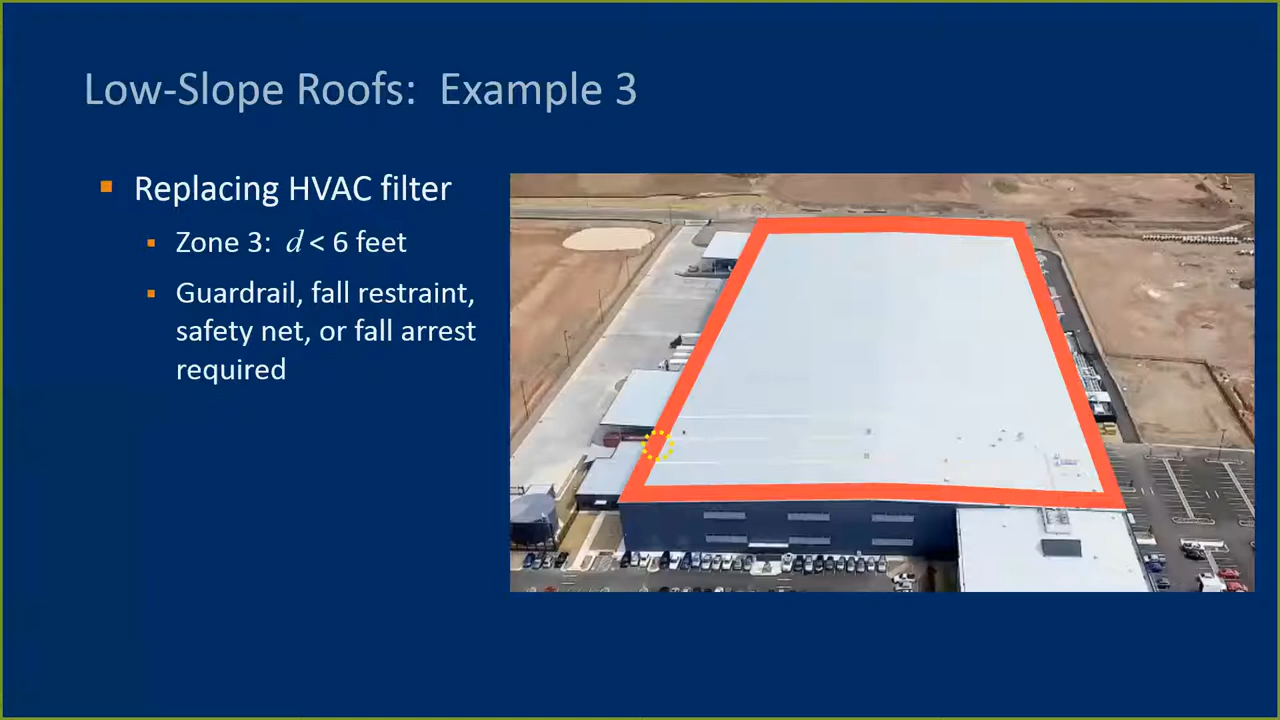 Low-Slope Roofs: Example 3
Replacing HVAC filter
Zone 3: d < 6 feet
Guardrail, fall restraint,
safety net, or fall arrest
required